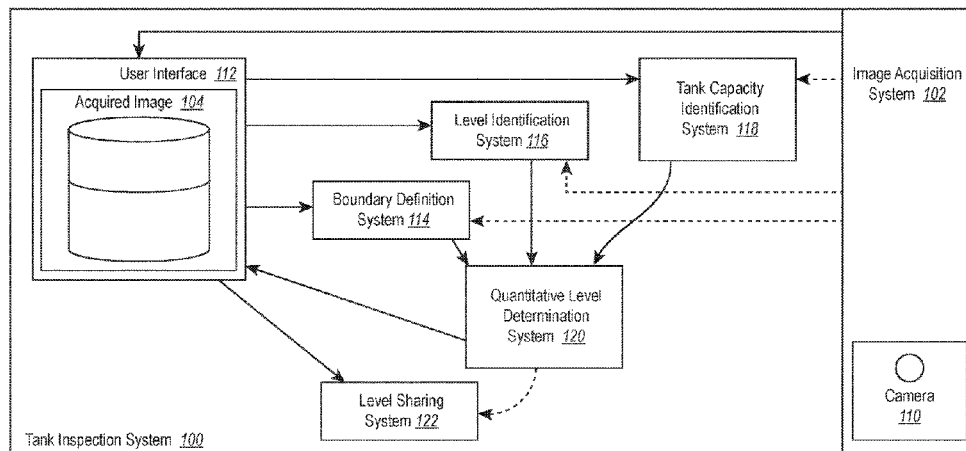 User Interface 112
Acquired Image 104
Level Identification
System 116
Tank Capacity
Identification
System 118
Image Acquisition
System 102
Boundary Definition
System 114
Quantitative Level
Determination
System 120
Level Sharing
System 122
Camera
110
Tank Inspection System 100